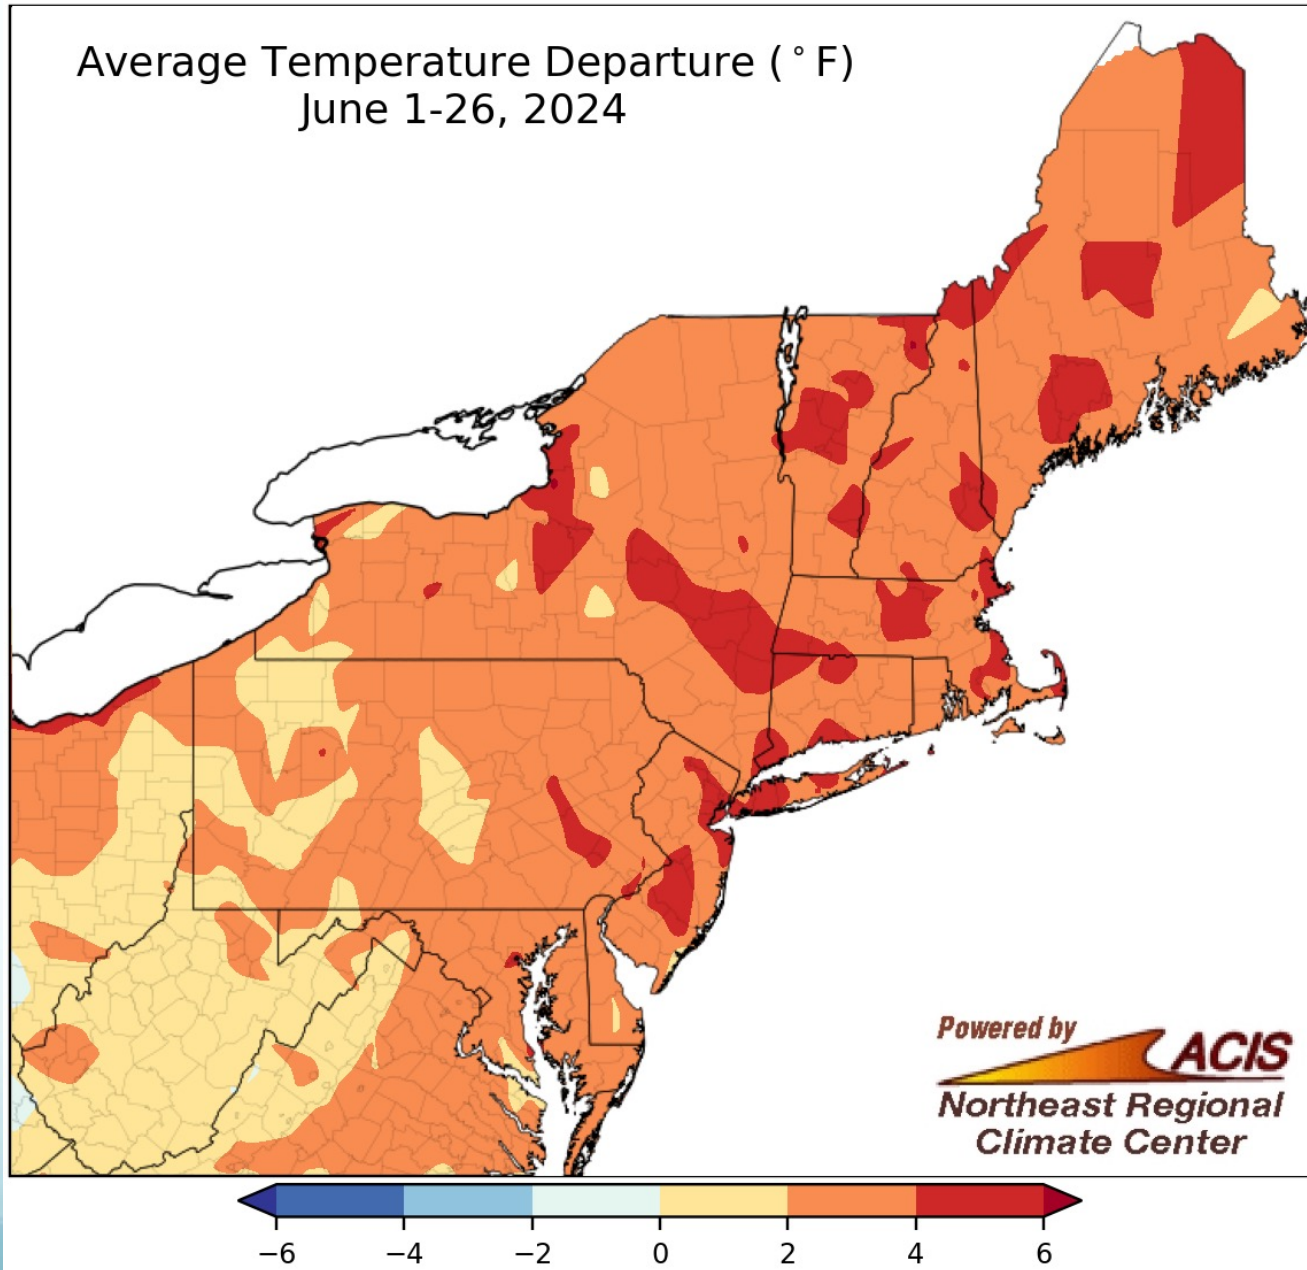 Average Temperature Departure (°F)
June 1-26, 2024
Powered by
ACIS
Northeast Regional
Climate Center
−6 −4 −2 0 2 4 6